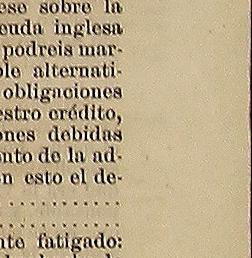 ese sobre la
euda inglesa
podreis mar-
ble alternati-
obligaciones
estro crédito,
ones debidas
nto de la ad-
n esto el de-
. . . . . . . . .
. . . . . . . . .
nte fatigado: